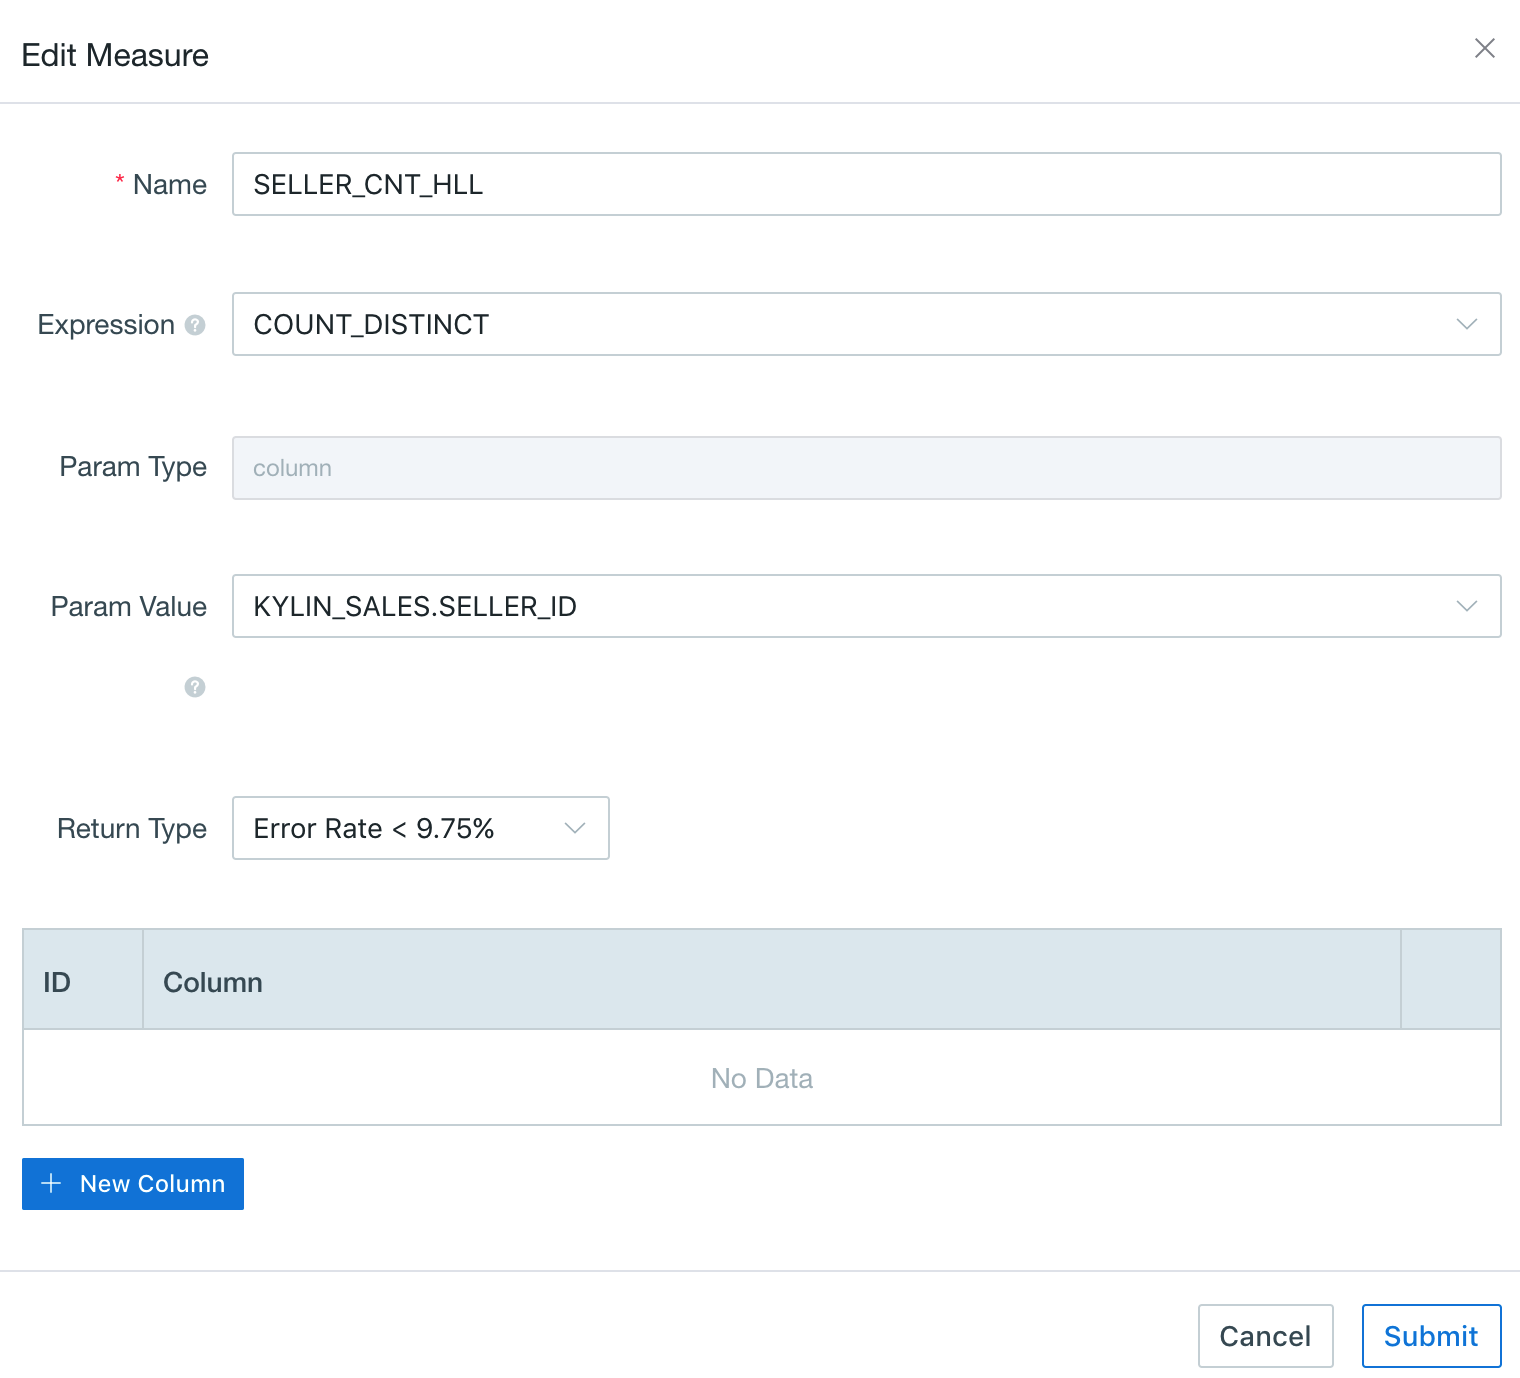 Edit Measure
* Name SELLER_CNT_HLL
Expression ? COUNT_DISTINCT
Param Type column
Param Value KYLIN_SALES.SELLER_ID
?
Return Type Error Rate < 9.75%
ID Column
No Data
+ New Column
Cancel Submit